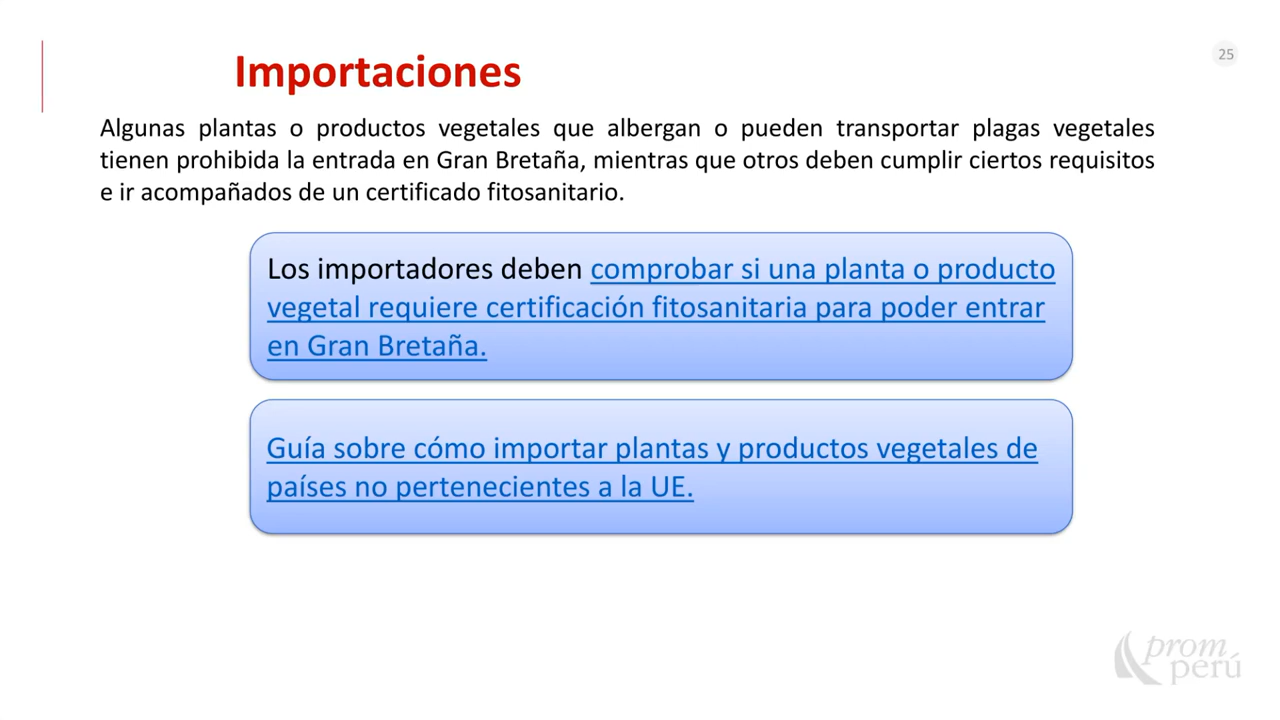 25
Importaciones
Algunas plantas o productos vegetales que albergan o pueden transportar plagas vegetales
tienen prohibida la entrada en Gran Bretaña, mientras que otros deben cumplir ciertos requisitos
e ir acompañados de un certificado fitosanitario.
Los importadores deben comprobar si una planta o producto
vegetal requiere certificación fitosanitaria para poder entrar
en Gran Bretaña.
Guía sobre cómo importar plantas y productos vegetales de
países no pertenecientes a la UE.
prom
perú